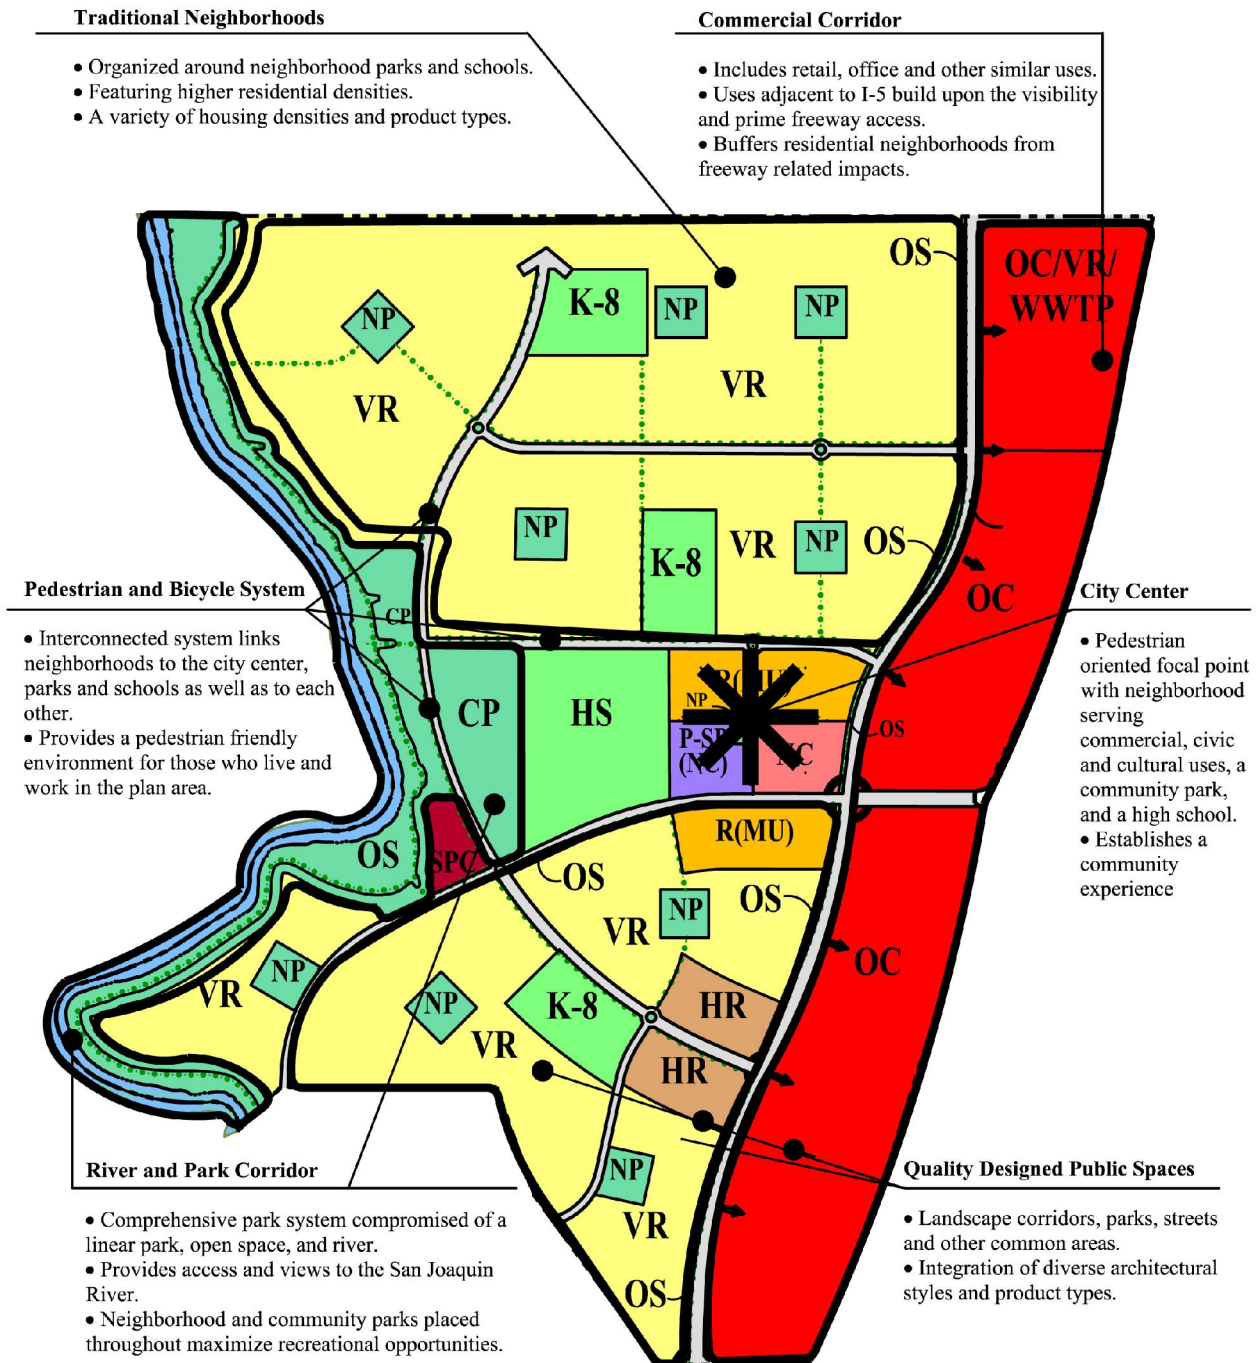 Traditional Neighborhoods
• Organized around neighborhood parks and schools.
• Featuring higher residential densities.
• A variety of housing densities and product types.
Commercial Corridor
• Includes retail, office and other similar uses.
• Uses adjacent to I-5 build upon the visibility
and prime freeway access.
• Buffers residential neighborhoods from
freeway related impacts.
OS
OC/VR/
WWTP
K-8
NP
NP
NP
VR
VR
NP
K-8
VR
NP
OS
OC
Pedestrian and Bicycle System
• Interconnected system links
neighborhoods to the city center,
parks and schools as well as to each
other.
• Provides a pedestrian friendly
environment for those who live and
work in the plan area.
City Center
• Pedestrian
oriented focal point
with neighborhood
serving
commercial, civic
and cultural uses, a
community park,
and a high school.
• Establishes a
community
experience
CP
CP
HS
R(MU)
NP
P-SP
(NC)
NC
OS
R(MU)
OS
SPC
OS
OS
NP
VR
OC
VR
NP
NP
VR
K-8
HR
HR
NP
VR
OS
River and Park Corridor
• Comprehensive park system compromised of a
linear park, open space, and river.
• Provides access and views to the San Joaquin
River.
• Neighborhood and community parks placed
throughout maximize recreational opportunities.
Quality Designed Public Spaces
• Landscape corridors, parks, streets
and other common areas.
• Integration of diverse architectural
styles and product types.